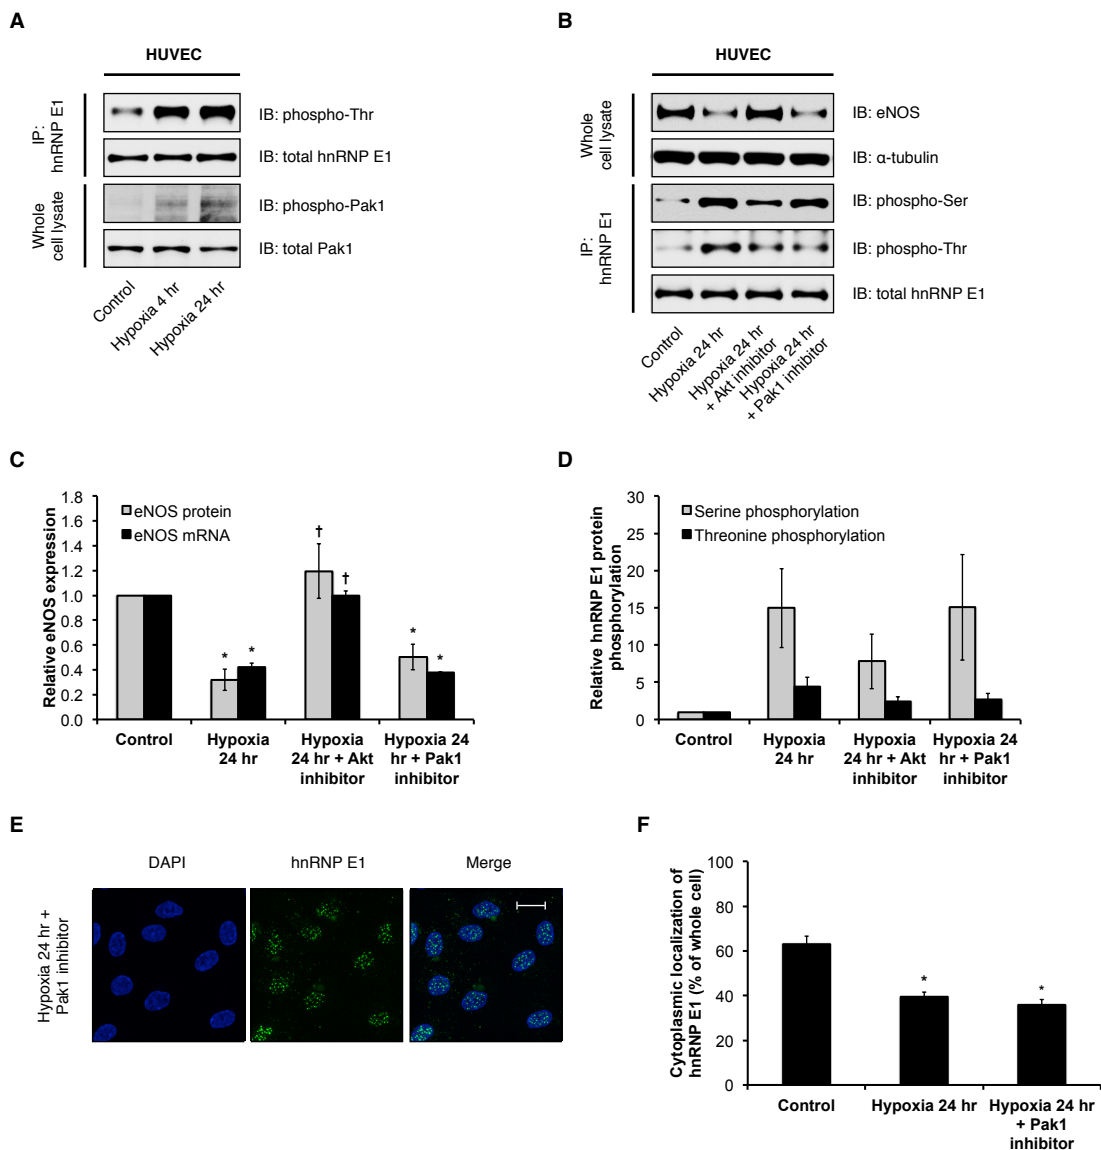 A
HUVEC
IP:
hnRNP E1
IB: phospho-Thr
IB: total hnRNP E1
Whole
cell lysate
IB: phospho-Pak1
IB: total Pak1
Control
Hypoxia 4 hr
Hypoxia 24 hr
B
HUVEC
Whole
cell lysate
IB: eNOS
IB: α-tubulin
IP:
hnRNP E1
IB: phospho-Ser
IB: phospho-Thr
IB: total hnRNP E1
Control
Hypoxia 24 hr
Hypoxia 24 hr
+ Akt inhibitor
Hypoxia 24 hr
+ Pak1 inhibitor
C
Relative eNOS expression
1.8
1.6
1.4
1.2
1.0
0.8
0.6
0.4
0.2
0.0
eNOS protein
eNOS mRNA
* *
† †
* *
Control
Hypoxia
24 hr
Hypoxia
24 hr + Akt
inhibitor
Hypoxia 24
hr + Pak1
inhibitor
D
Relative hnRNP E1 protein
phosphorylation
30
25
20
15
10
5
0
Serine phosphorylation
Threonine phosphorylation
Control
Hypoxia
24 hr
Hypoxia
24 hr + Akt
inhibitor
Hypoxia 24
hr + Pak1
inhibitor
E
DAPI
hnRNP E1
Merge
Hypoxia 24 hr +
Pak1 inhibitor
F
Cytoplasmic localization of
hnRNP E1 (% of whole cell)
100
80
60
40
20
0
*
*
Control
Hypoxia 24 hr
Hypoxia 24 hr
+ Pak1
inhibitor